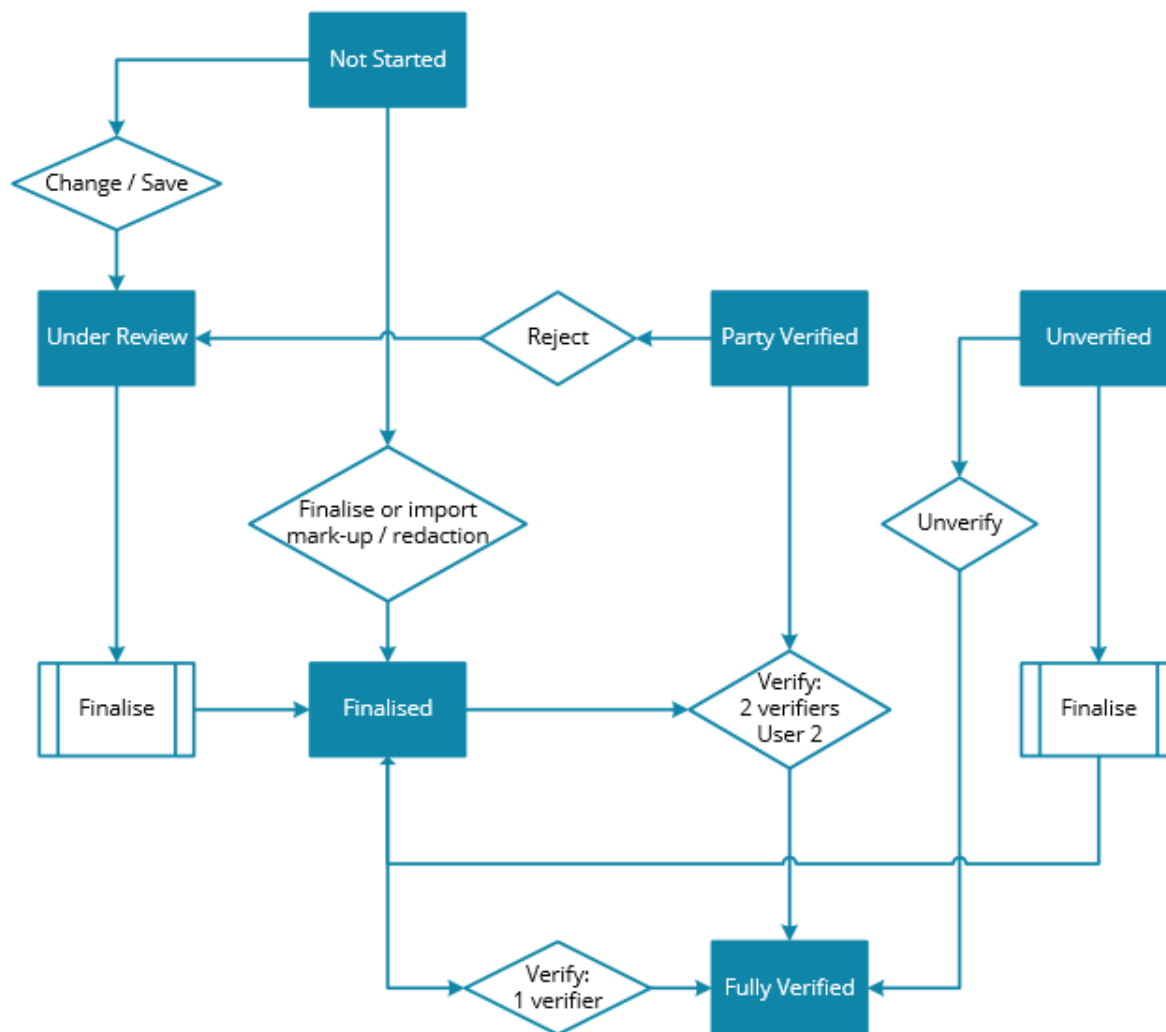 Not Started
Change / Save
Under Review
Reject
Party Verified
Unverified
Finalise or import
mark-up / redaction
Unverify
Finalise
Finalised
Verify:
2 verifiers
User 2
Finalise
Verify:
1 verifier
Fully Verified